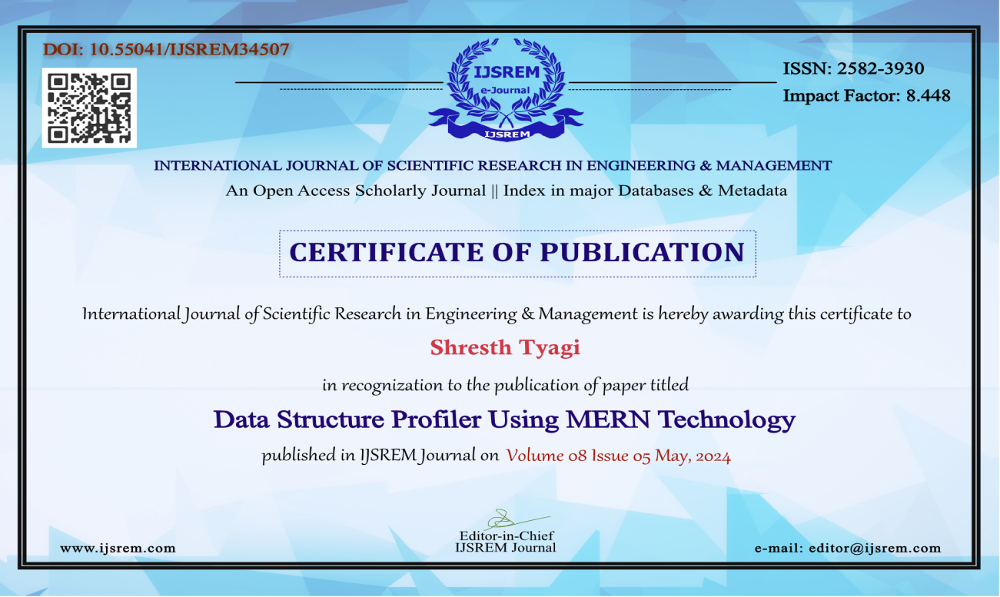 DOI: 10.55041/IJSREM34507
IJSREM
e-Journal
IJSREM
ISSN: 2582-3930
Impact Factor: 8.448
INTERNATIONAL JOURNAL OF SCIENTIFIC RESEARCH IN ENGINEERING & MANAGEMENT
An Open Access Scholarly Journal || Index in major Databases & Metadata
CERTIFICATE OF PUBLICATION
International Journal of Scientific Research in Engineering & Management is hereby awarding this certificate to
Shresth Tyagi
in recognization to the publication of paper titled
Data Structure Profiler Using MERN Technology
published in IJSREM Journal on Volume 08 Issue 05 May, 2024
Editor-in-Chief
IJSREM Journal
www.ijsrem.com
e-mail: editor@ijsrem.com